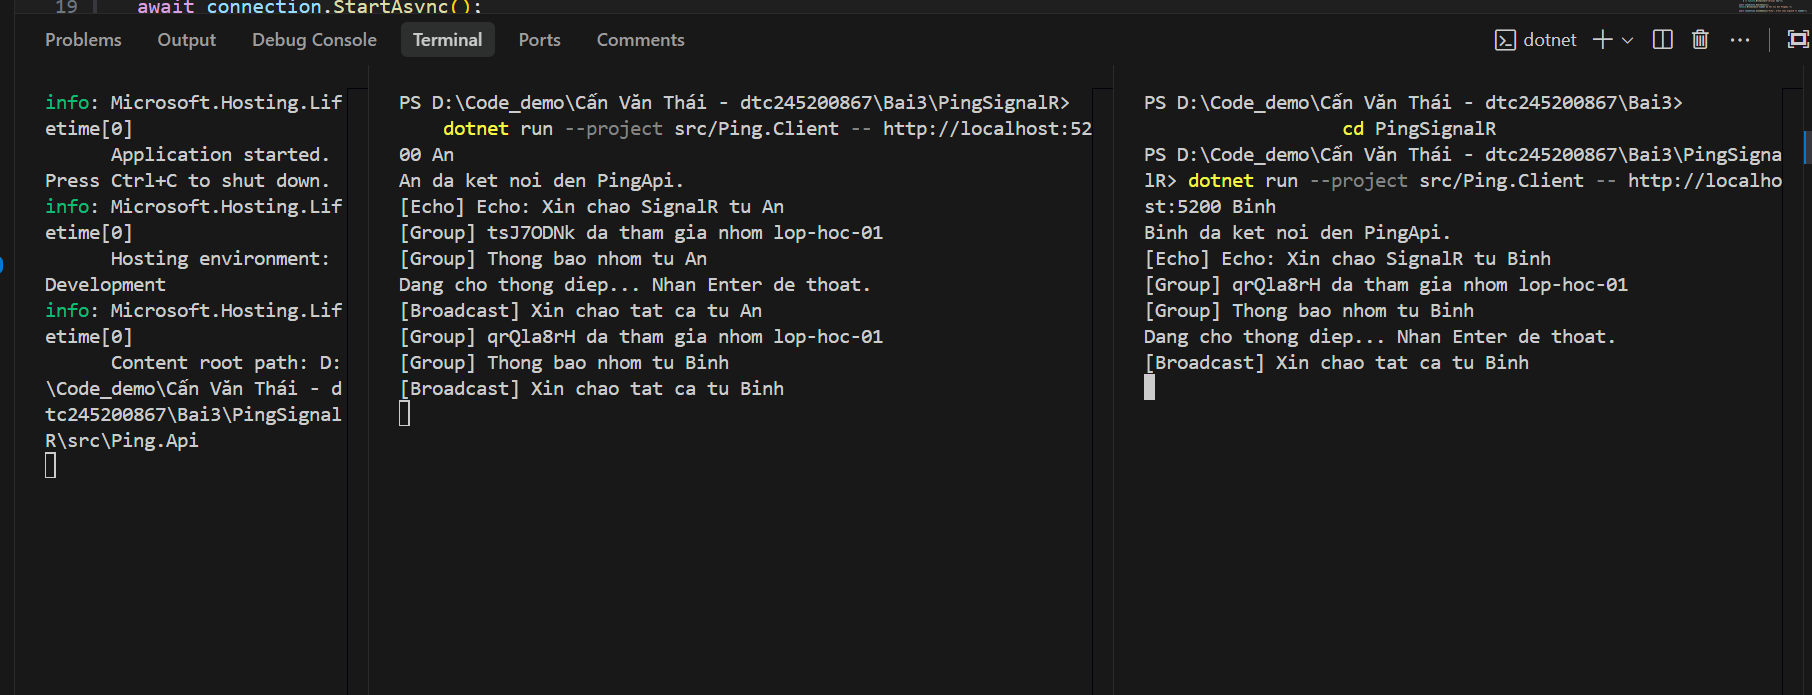 19 await connection.StartAsync();
Problems Output Debug Console Terminal Ports Comments dotnet
info: Microsoft.Hosting.Lif
etime[0]
Application started.
Press Ctrl+C to shut down.
info: Microsoft.Hosting.Lif
etime[0]
Hosting environment:
Development
info: Microsoft.Hosting.Lif
etime[0]
Content root path: D:
\Code_demo\Cấn Văn Thái - d
tc245200867\Bai3\PingSignal
R\src\Ping.Api
PS D:\Code_demo\Cấn Văn Thái - dtc245200867\Bai3\PingSignalR>
dotnet run --project src/Ping.Client -- http://localhost:52
00 An
An da ket noi den PingApi.
[Echo] Echo: Xin chao SignalR tu An
[Group] tsJ7ODNk da tham gia nhom lop-hoc-01
[Group] Thong bao nhom tu An
Dang cho thong diep... Nhan Enter de thoat.
[Broadcast] Xin chao tat ca tu An
[Group] qrQla8rH da tham gia nhom lop-hoc-01
[Group] Thong bao nhom tu Binh
[Broadcast] Xin chao tat ca tu Binh
PS D:\Code_demo\Cấn Văn Thái - dtc245200867\Bai3>
cd PingSignalR
PS D:\Code_demo\Cấn Văn Thái - dtc245200867\Bai3\PingSigna
lR> dotnet run --project src/Ping.Client -- http://localho
st:5200 Binh
Binh da ket noi den PingApi.
[Echo] Echo: Xin chao SignalR tu Binh
[Group] qrQla8rH da tham gia nhom lop-hoc-01
[Group] Thong bao nhom tu Binh
Dang cho thong diep... Nhan Enter de thoat.
[Broadcast] Xin chao tat ca tu Binh